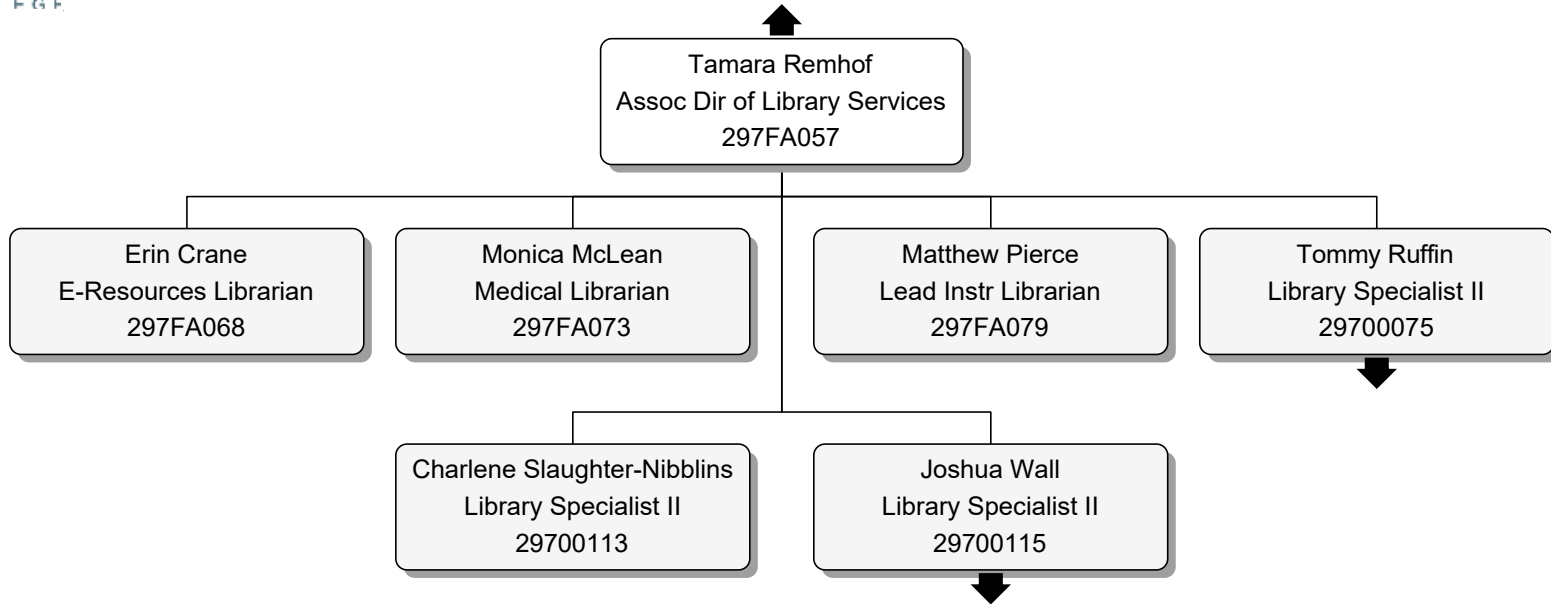 Tamara Remhof
Assoc Dir of Library Services
297FA057
Erin Crane
E-Resources Librarian
297FA068
Monica McLean
Medical Librarian
297FA073
Matthew Pierce
Lead Instr Librarian
297FA079
Tommy Ruffin
Library Specialist II
29700075
Charlene Slaughter-Nibblins
Library Specialist II
29700113
Joshua Wall
Library Specialist II
29700115